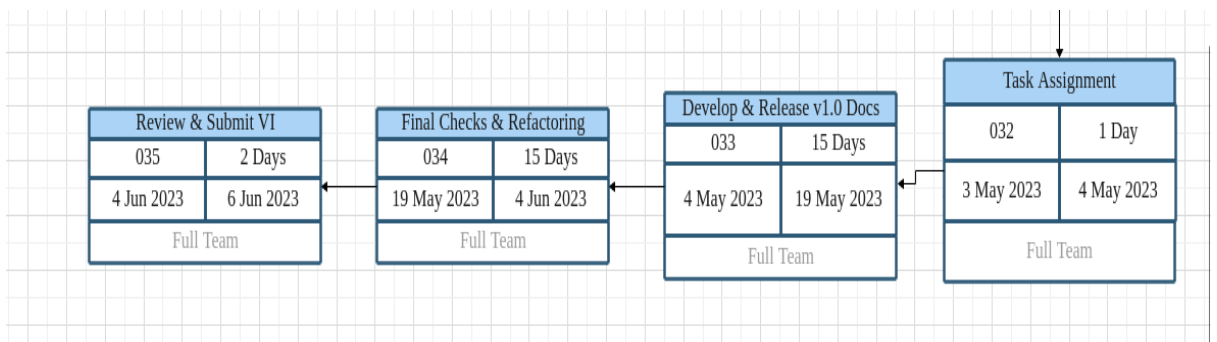 Review & Submit VI
035
2 Days
4 Jun 2023
6 Jun 2023
Full Team
Final Checks & Refactoring
034
15 Days
19 May 2023
4 Jun 2023
Full Team
Develop & Release v1.0 Docs
033
15 Days
4 May 2023
19 May 2023
Full Team
Task Assignment
032
1 Day
3 May 2023
4 May 2023
Full Team